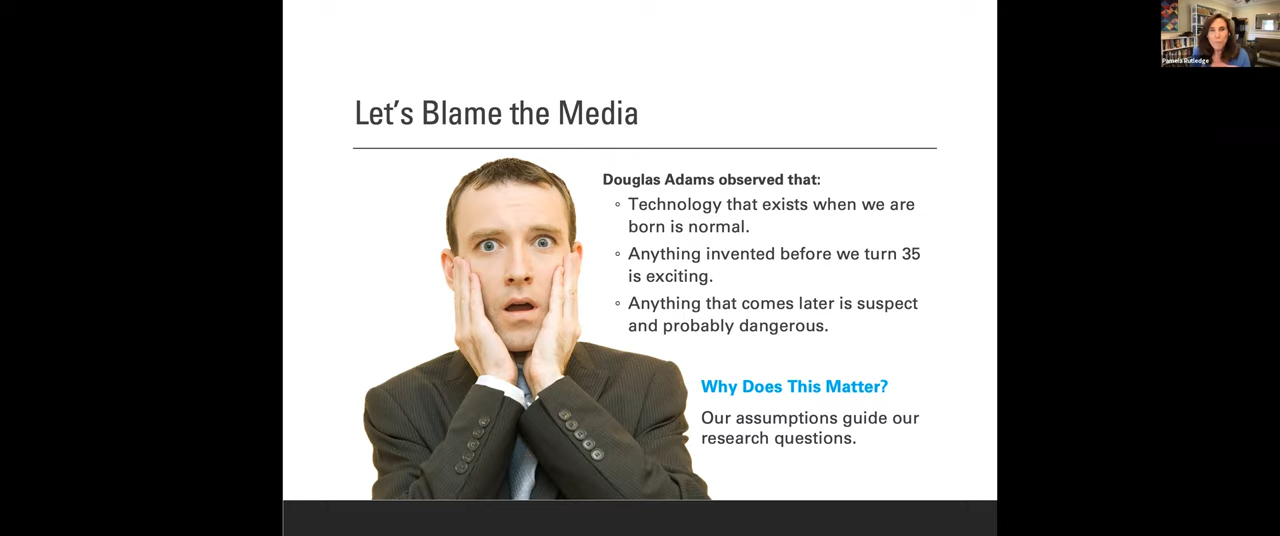 Let's Blame the Media
Douglas Adams observed that:
◦ Technology that exists when we are
born is normal.
◦ Anything invented before we turn 35
is exciting.
◦ Anything that comes later is suspect
and probably dangerous.
Why Does This Matter?
Our assumptions guide our
research questions.
Pamela Rutledge